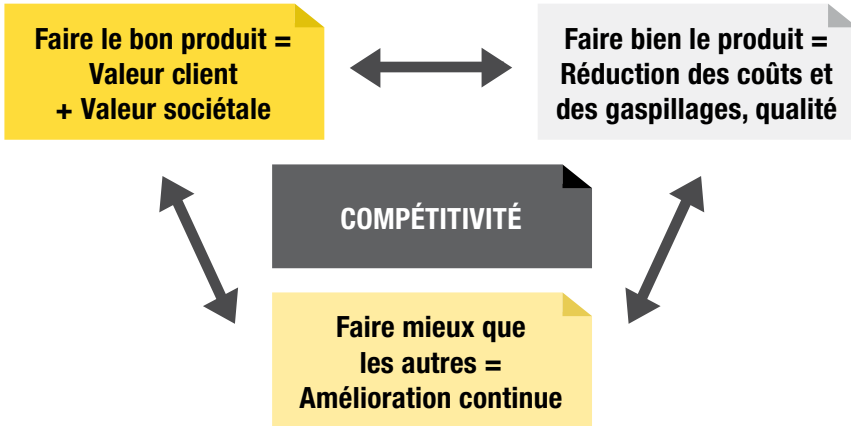 Faire le bon produit =
Valeur client
+ Valeur sociétale
Faire bien le produit =
Réduction des coûts et
des gaspillages, qualité
COMPÉTITIVITÉ
Faire mieux que
les autres =
Amélioration continue